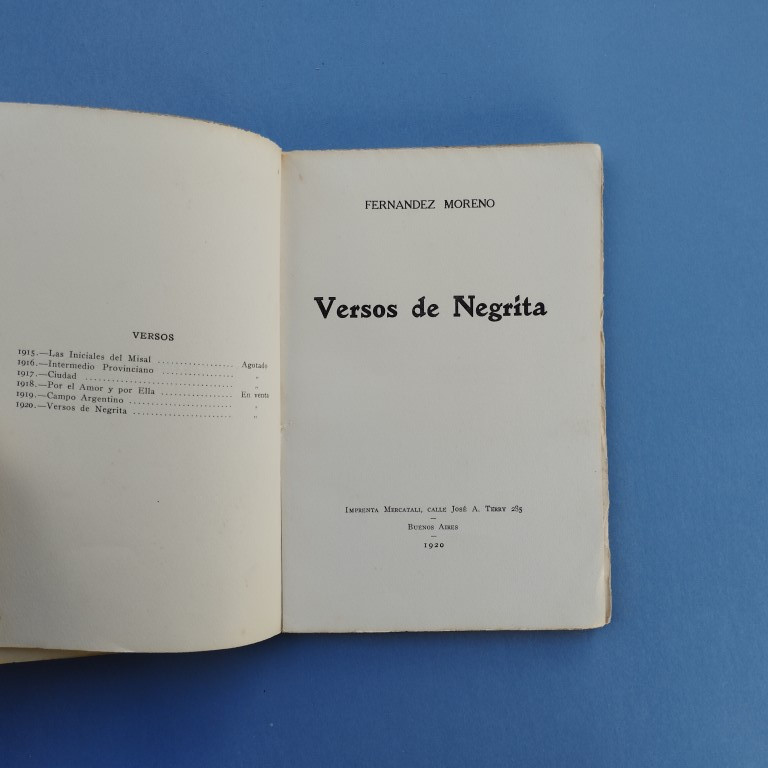 VERSOS
1915.—Las Iniciales del Misal .................. Agotado
1916.—Intermedio Provinciano ................. „
1917.—Ciudad ................................... „
1918.—Por el Amor y por Ella ................. En venta
1919.—Campo Argentino ........................ „
1920.—Versos de Negrita ....................... „
FERNANDEZ MORENO
Versos de Negrita
IMPRENTA MERCATALI, CALLE JOSÉ A. TERRY 285
—
BUENOS AIRES
—
1920